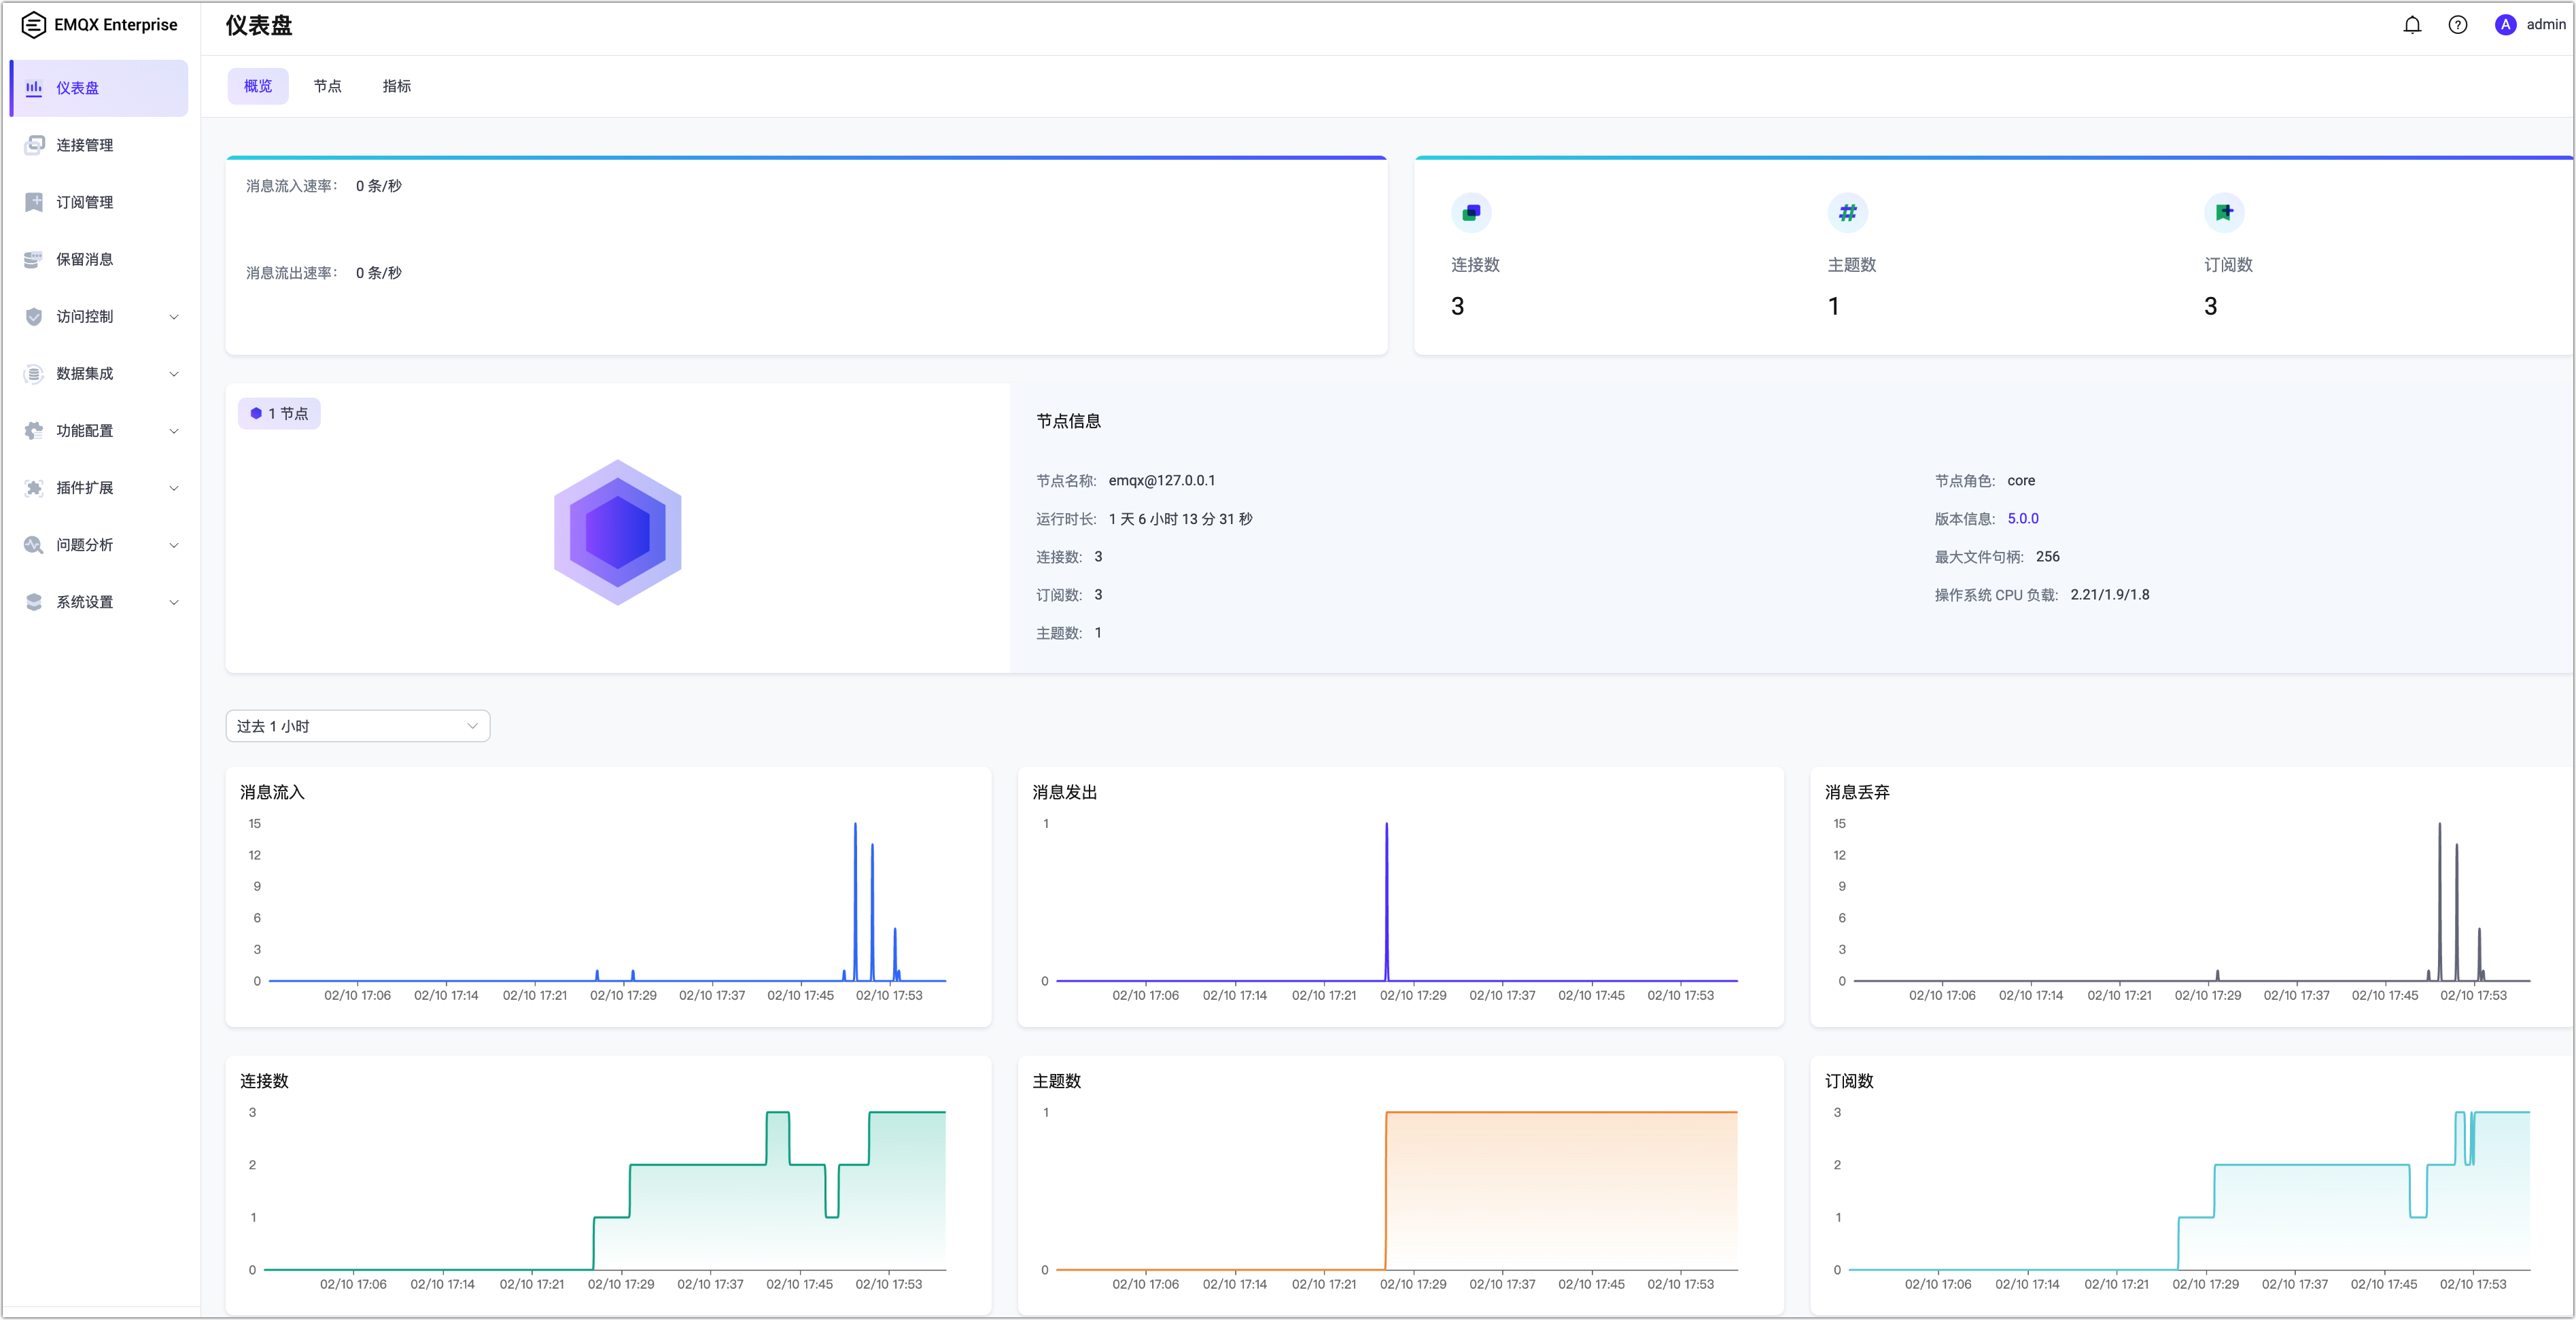 EMQX Enterprise
仪表盘
连接管理
订阅管理
保留消息
访问控制
数据集成
功能配置
插件扩展
问题分析
系统设置
仪表盘
A admin
概览 节点 指标
消息流入速率: 0 条/秒
消息流出速率: 0 条/秒
连接数
3
主题数
1
订阅数
3
1 节点
节点信息
节点名称: emqx@127.0.0.1
节点角色: core
运行时长: 1 天 6 小时 13 分 31 秒
版本信息: 5.0.0
连接数: 3
最大文件句柄: 256
订阅数: 3
操作系统 CPU 负载: 2.21/1.9/1.8
主题数: 1
过去 1 小时
消息流入
15
12
9
6
3
0
02/10 17:06 02/10 17:14 02/10 17:21 02/10 17:29 02/10 17:37 02/10 17:45 02/10 17:53
消息发出
1
0
02/10 17:06 02/10 17:14 02/10 17:21 02/10 17:29 02/10 17:37 02/10 17:45 02/10 17:53
消息丢弃
15
12
9
6
3
0
02/10 17:06 02/10 17:14 02/10 17:21 02/10 17:29 02/10 17:37 02/10 17:45 02/10 17:53
连接数
3
2
1
0
02/10 17:06 02/10 17:14 02/10 17:21 02/10 17:29 02/10 17:37 02/10 17:45 02/10 17:53
主题数
1
0
02/10 17:06 02/10 17:14 02/10 17:21 02/10 17:29 02/10 17:37 02/10 17:45 02/10 17:53
订阅数
3
2
1
0
02/10 17:06 02/10 17:14 02/10 17:21 02/10 17:29 02/10 17:37 02/10 17:45 02/10 17:53